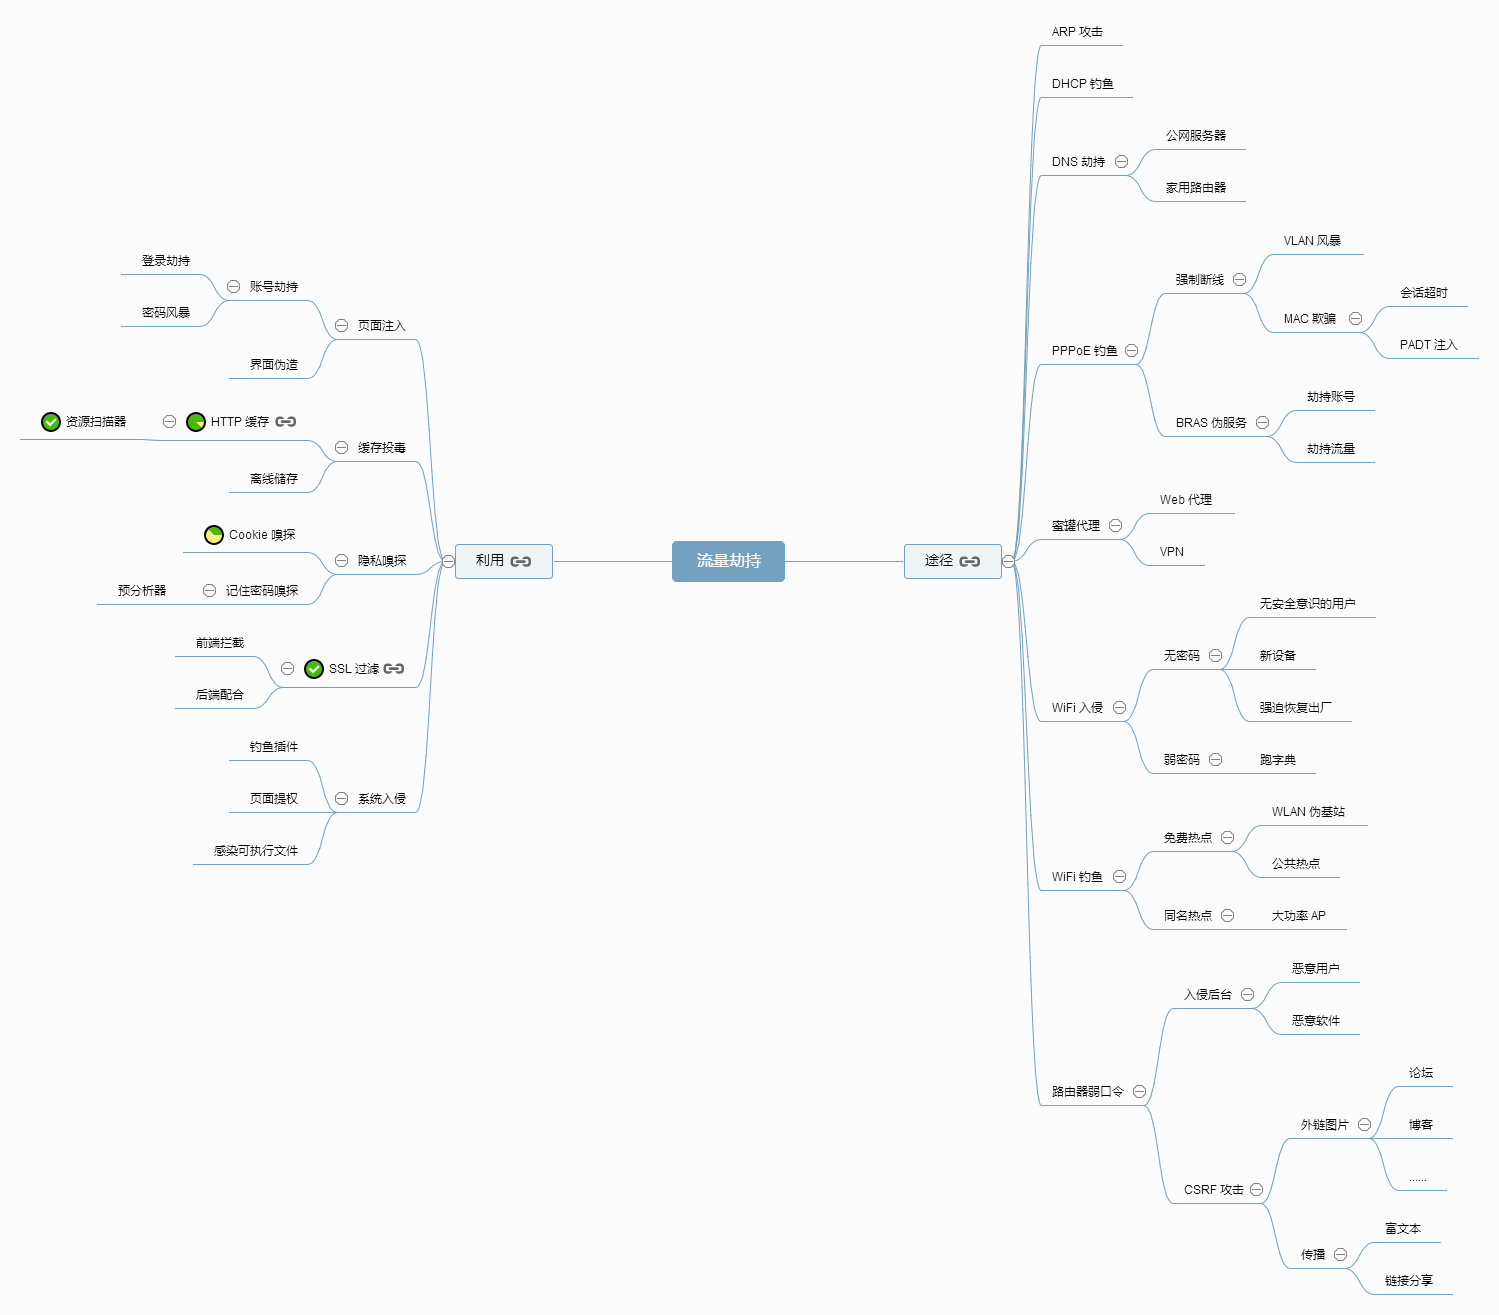 流量劫持
途径
ARP 攻击
DHCP 钓鱼
DNS 劫持
公网服务器
家用路由器
PPPoE 钓鱼
强制断线
VLAN 风暴
MAC 欺骗
会话超时
PADT 注入
BRAS 伪服务
劫持账号
劫持流量
蜜罐代理
Web 代理
VPN
WiFi 入侵
无密码
无安全意识的用户
新设备
强迫恢复出厂
弱密码
跑字典
WiFi 钓鱼
免费热点
WLAN 伪基站
公共热点
同名热点
大功率 AP
路由器弱口令
入侵后台
恶意用户
恶意软件
CSRF 攻击
外链图片
论坛
博客
......
传播
富文本
链接分享
利用
页面注入
账号劫持
登录劫持
密码风暴
界面伪造
缓存投毒
HTTP 缓存
资源扫描器
离线储存
隐私嗅探
Cookie 嗅探
记住密码嗅探
预分析器
SSL 过滤
前端拦截
后端配合
系统入侵
钓鱼插件
页面提权
感染可执行文件